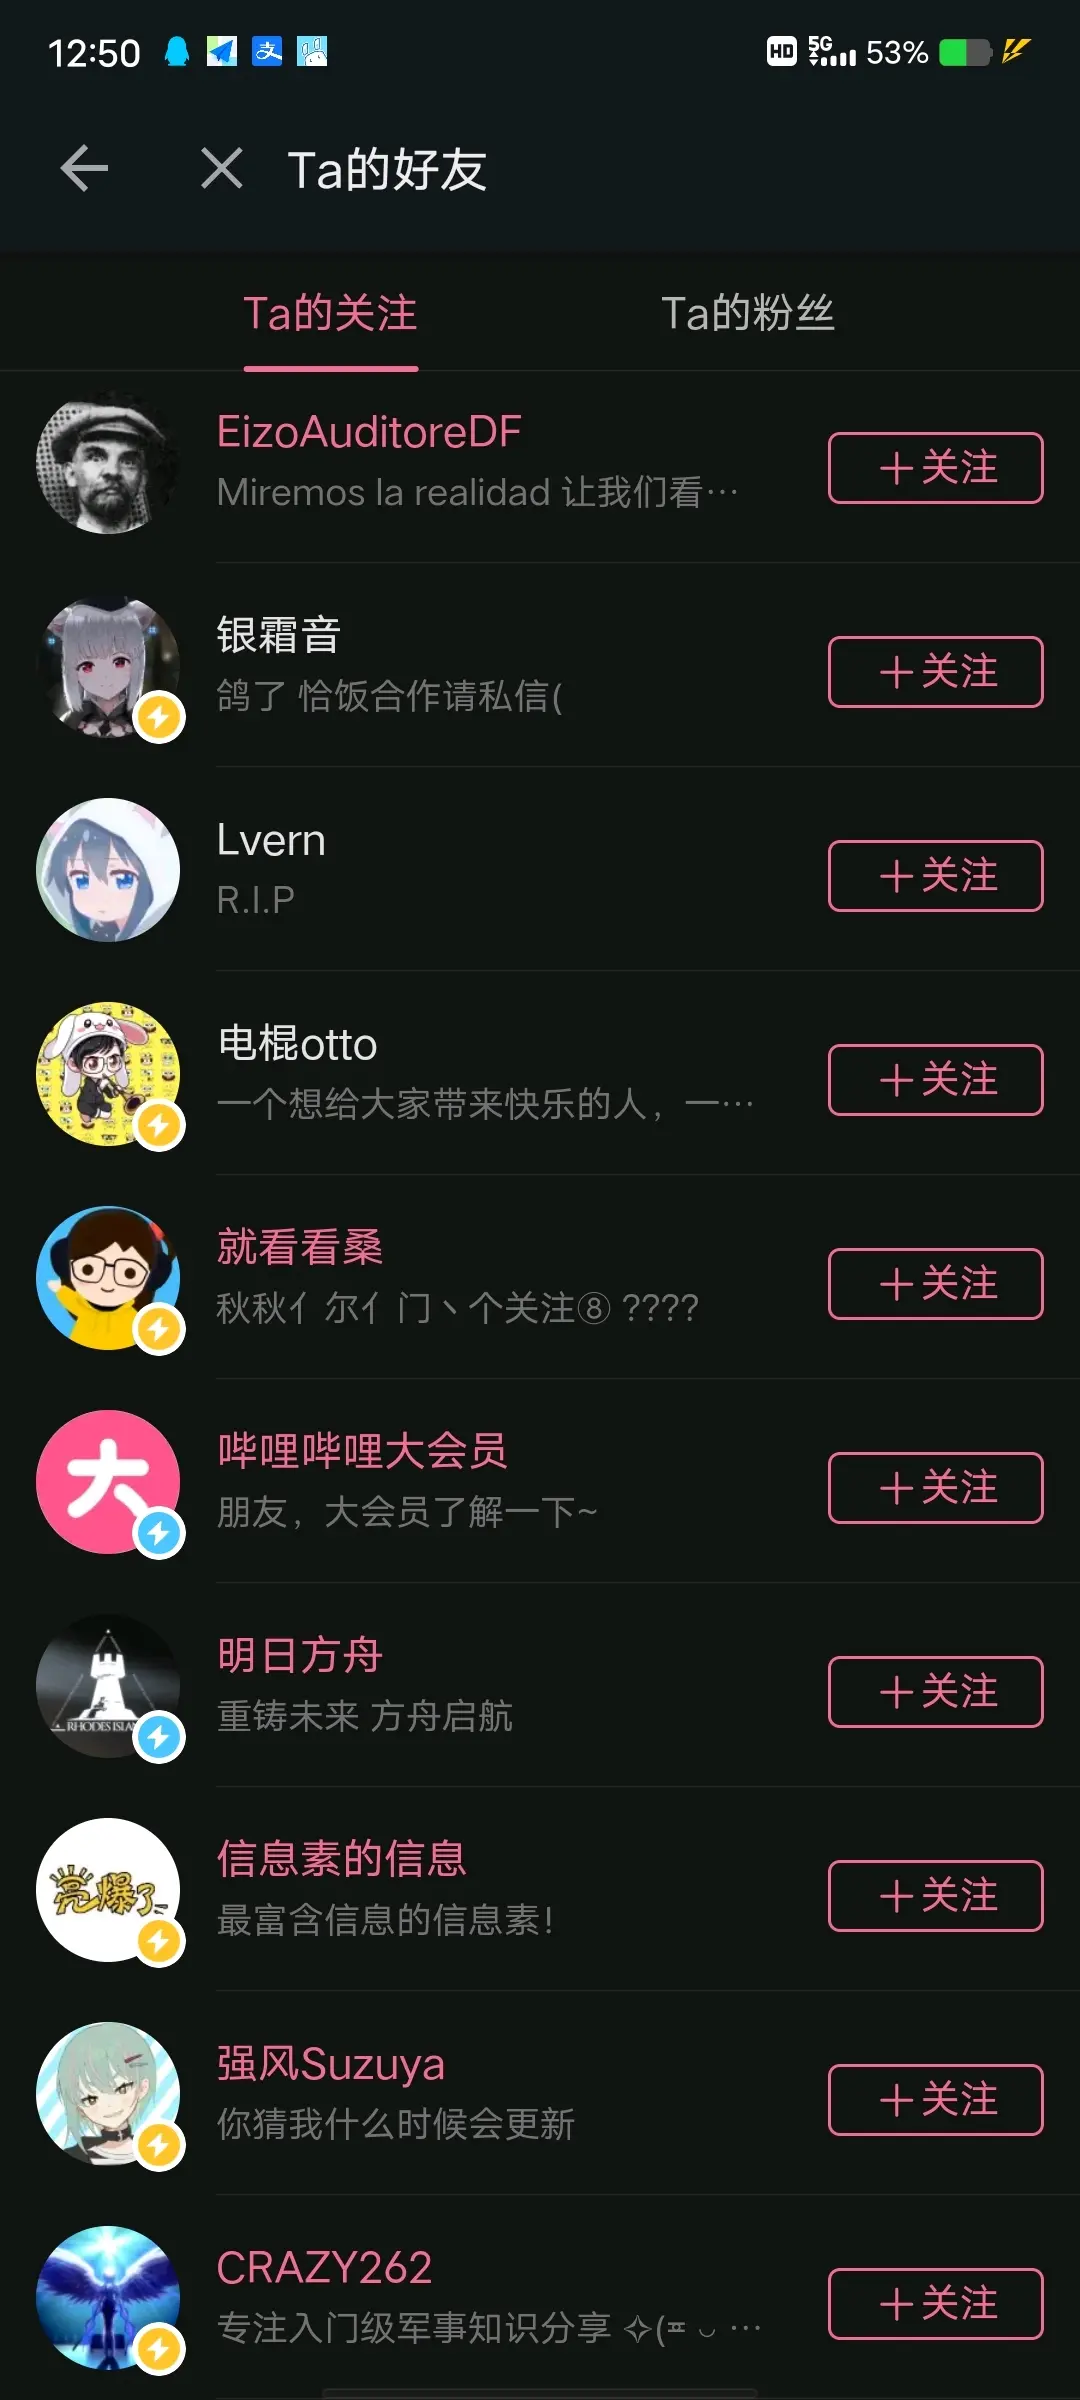 12:50
HD 5G 53%
Ta的好友
Ta的关注
Ta的粉丝
EizoAuditoreDF
Miremos la realidad 让我们看…
+关注
银霜音
鸽了 恰饭合作请私信(
+关注
Lvern
R.I.P
+关注
电棍otto
一个想给大家带来快乐的人，一…
+关注
就看看桑
秋秋亻尔亻门丶个关注⑧ ????
+关注
哔哩哔哩大会员
朋友，大会员了解一下~
大
+关注
明日方舟
重铸未来 方舟启航
RHODES ISLA
+关注
信息素的信息
最富含信息的信息素！
亮爆了
+关注
强风Suzuya
你猜我什么时候会更新
+关注
CRAZY262
专注入门级军事知识分享
+关注